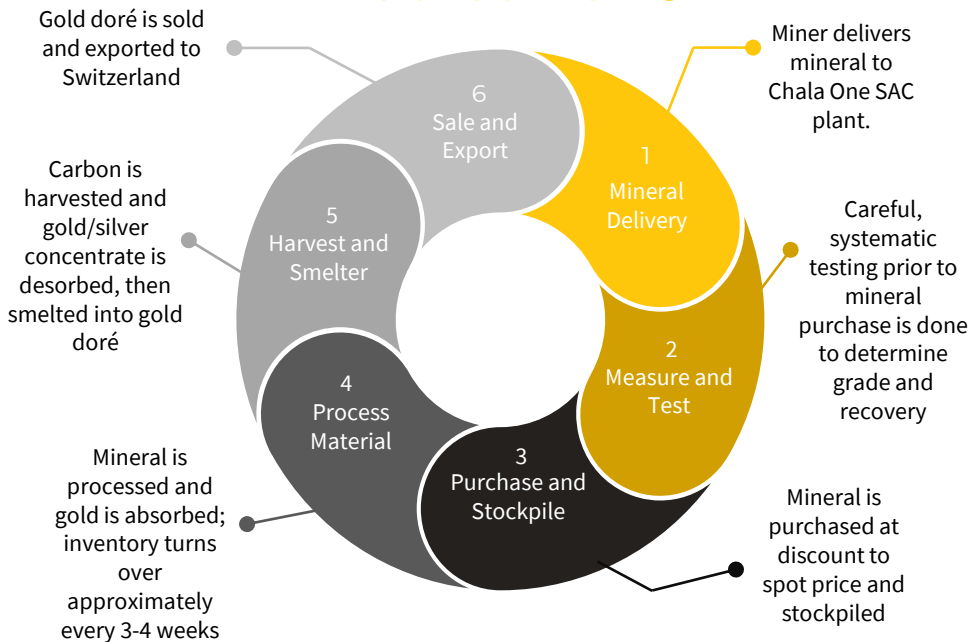 Gold doré is sold
and exported to
Switzerland
6
Sale and
Export
Miner delivers
mineral to
Chala One SAC
plant.
1
Mineral
Delivery
Careful,
systematic
testing prior to
mineral
purchase is done
to determine
grade and
recovery
2
Measure and
Test
3
Purchase and
Stockpile
Mineral is
purchased at
discount to
spot price and
stockpiled
4
Process
Material
Mineral is
processed and
gold is absorbed;
inventory turns
over
approximately
every 3-4 weeks
5
Harvest and
Smelter
Carbon is
harvested and
gold/silver
concentrate is
desorbed, then
smelted into gold
doré